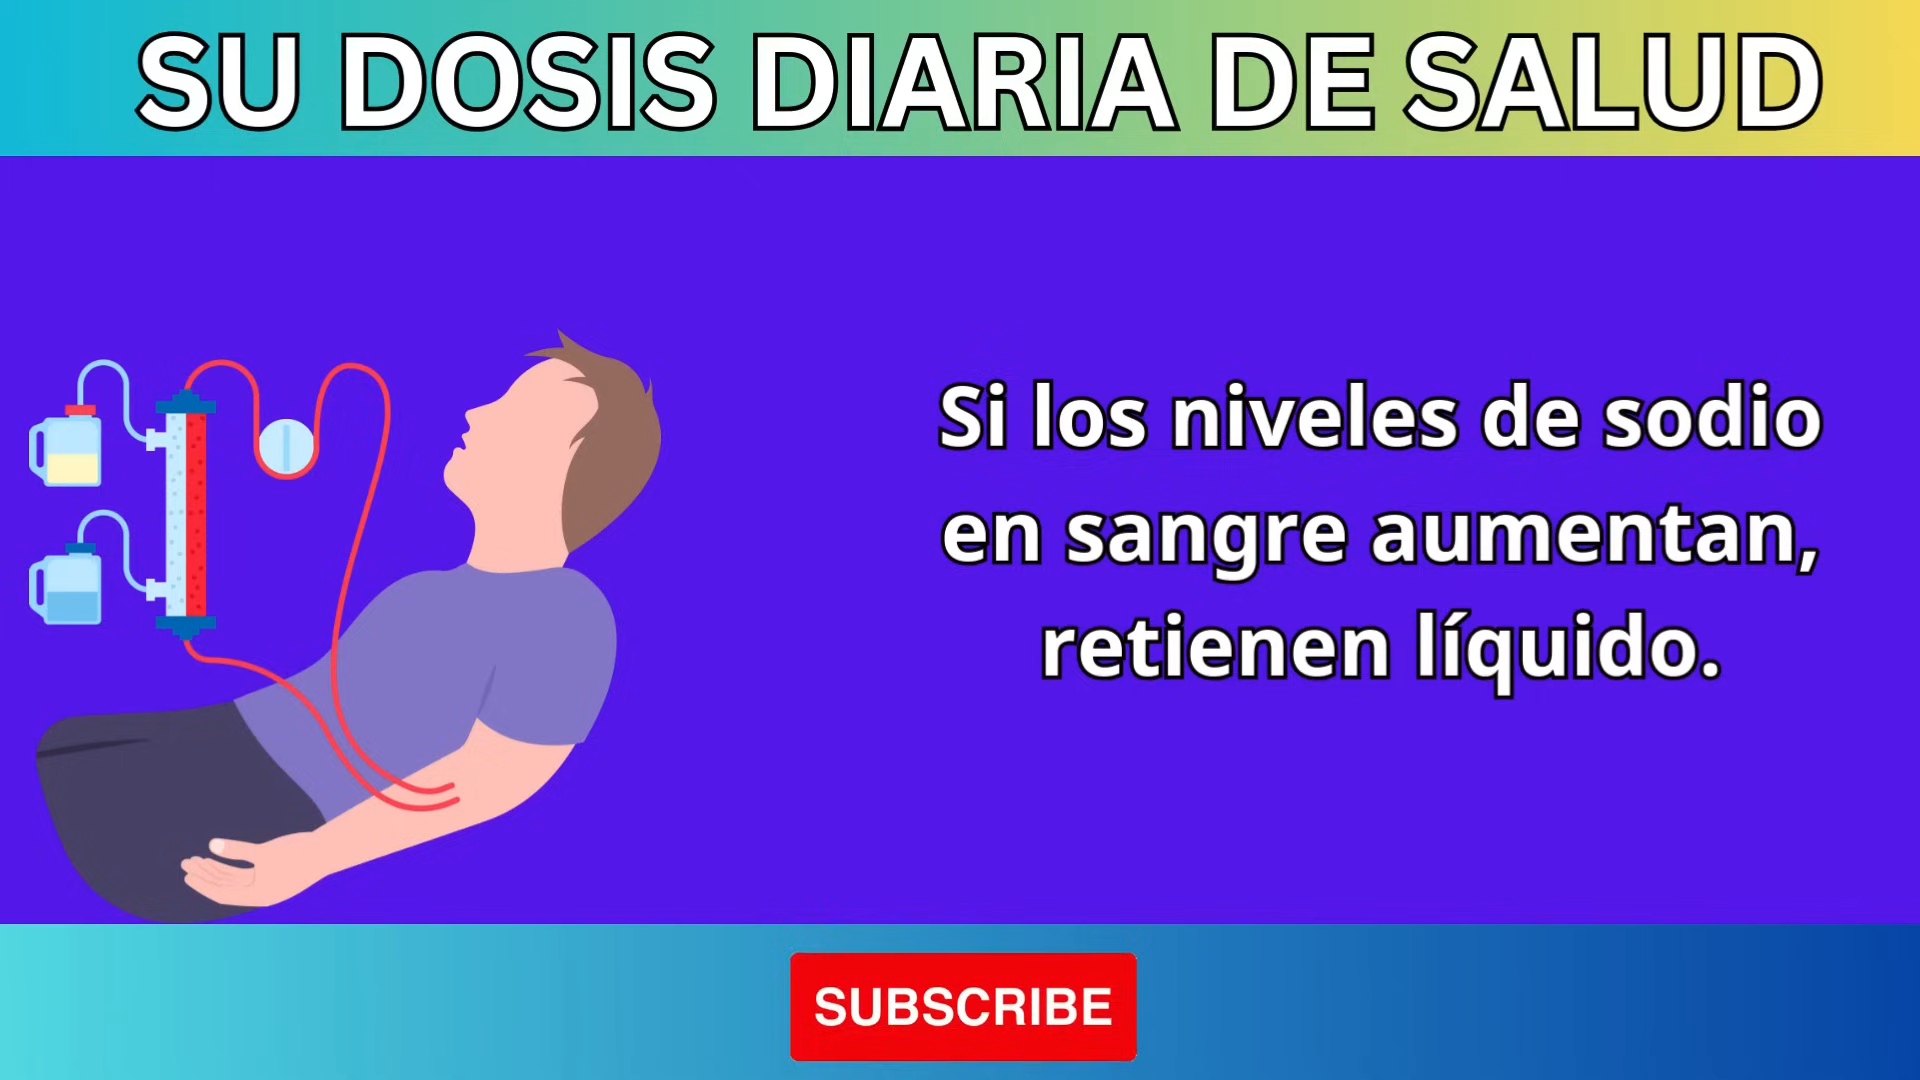 SU DOSIS DIARIA DE SALUD
Si los niveles de sodio
en sangre aumentan,
retienen líquido.
SUBSCRIBE